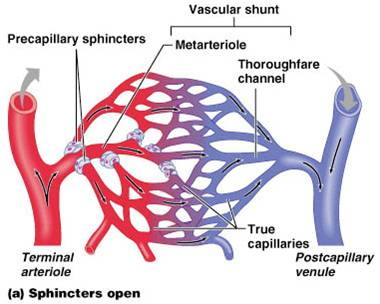 Vascular shunt
Precapillary sphincters
Metarteriole
Thoroughfare
channel
True
capillaries
Terminal
arteriole
Postcapillary
venule
(a) Sphincters open